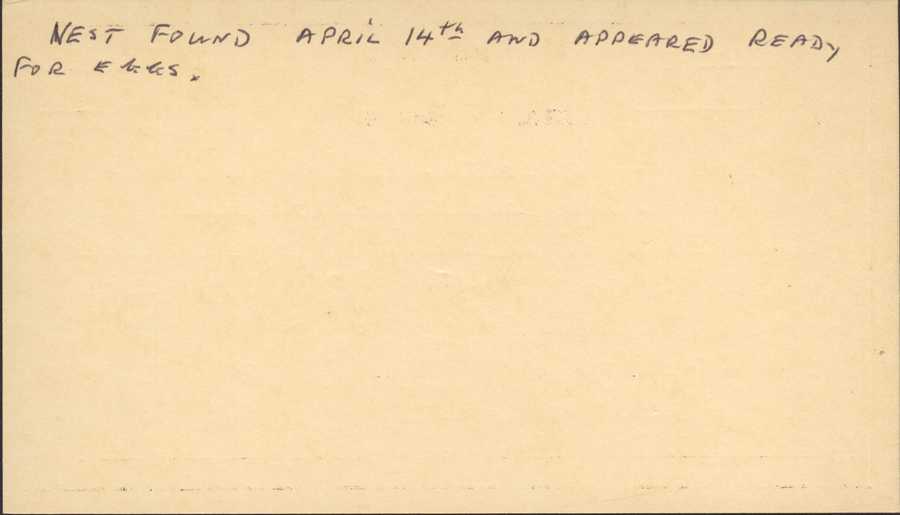 NEST FOUND APRIL 14th AND APPEARED READY
FOR EGGS.